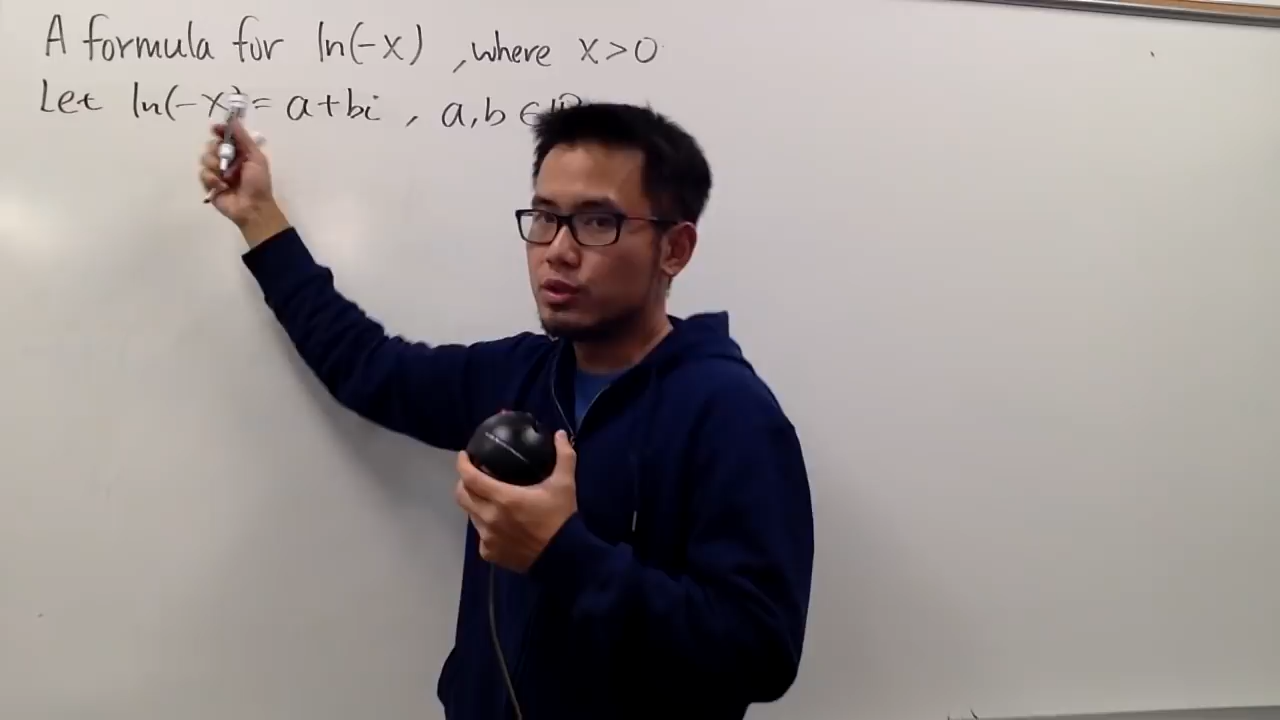 A formula for ln(-x) , where x>0
Let ln(-x) = a+bi , a,b ∈